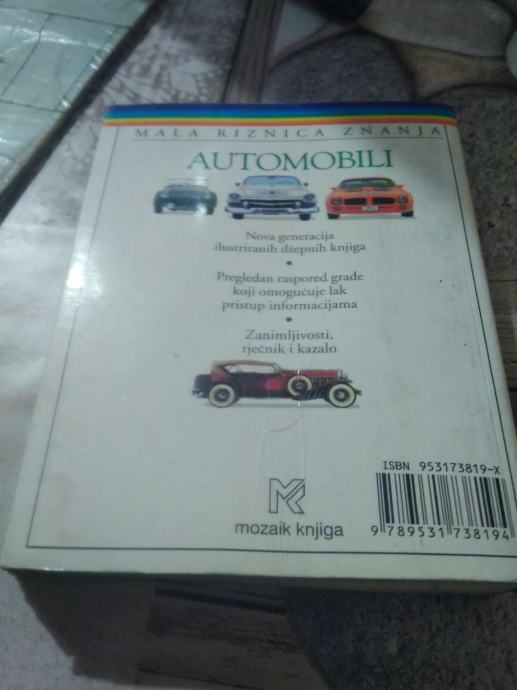 MALA RIZNICA ZNANJA
AUTOMOBILI
Nova generacija
ilustriranih džepnih knjiga
•
Pregledan raspored građe
koji omogućuje lak
pristup informacijama
•
Zanimljivosti,
rječnik i kazalo
ISBN 953173819-X
9 789531 738194
MK
mozaik knjiga